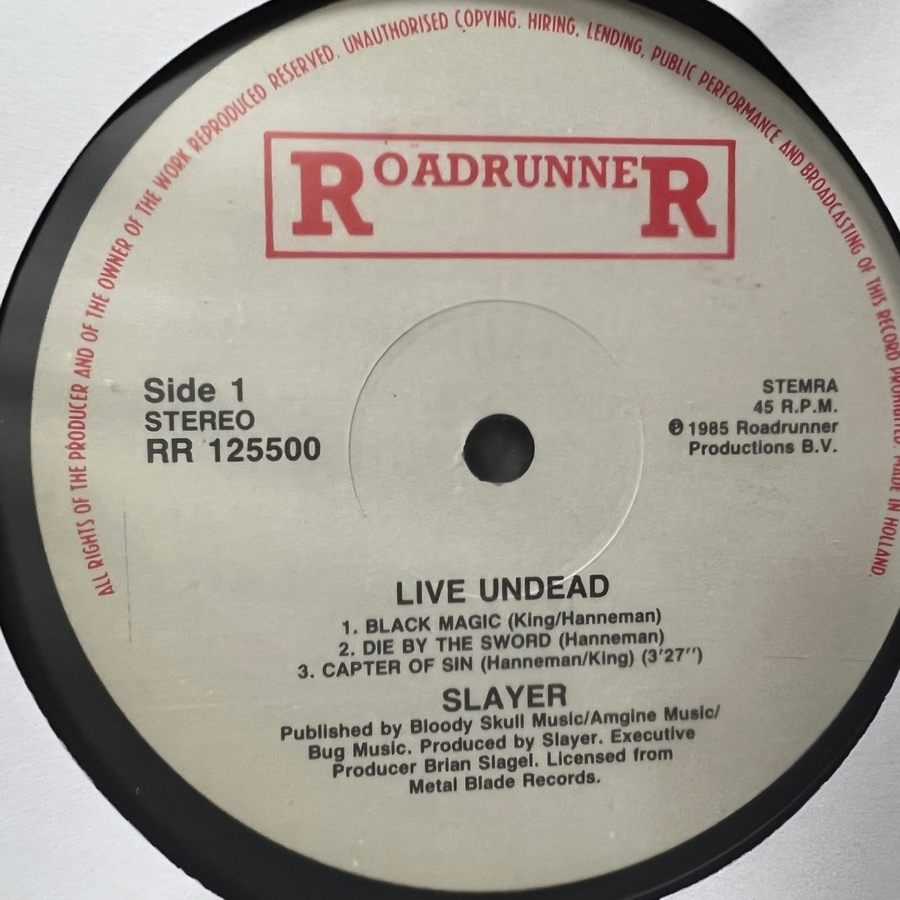 ALL RIGHTS OF THE PRODUCER AND OF THE OWNER OF THE WORK REPRODUCED RESERVED. UNAUTHORISED COPYING. HIRING, LENDING, PUBLIC PERFORMANCE AND BROADCASTING OF THIS RECORD PROHIBITED. MADE IN HOLLAND.
ROADRUNNER
Side 1
STEREO
RR 125500
STEMRA
45 R.P.M.
℗ 1985 Roadrunner
Productions B.V.
LIVE UNDEAD
1. BLACK MAGIC (King/Hanneman)
2. DIE BY THE SWORD (Hanneman)
3. CAPTER OF SIN (Hanneman/King) (3'27'')
SLAYER
Published by Bloody Skull Music/Amgine Music/
Bug Music. Produced by Slayer. Executive
Producer Brian Slagel. Licensed from
Metal Blade Records.